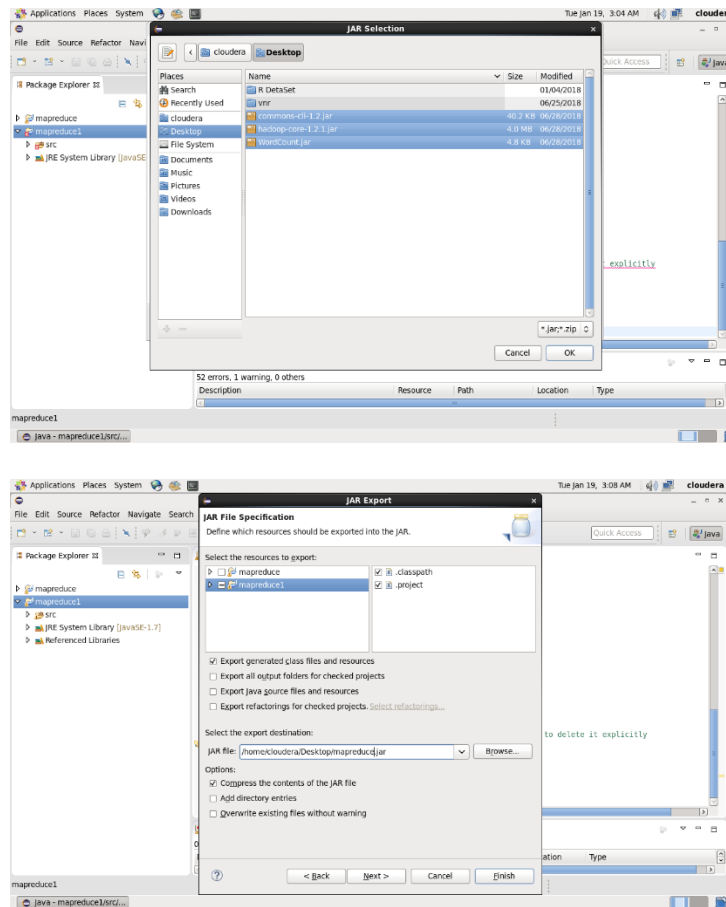 Applications Places System Tue Jan 19, 3:04 AM cloudera
JAR Selection
File Edit Source Refactor Navi
cloudera Desktop
Quick Access Java
Package Explorer
Places Name Size Modified
Search R DetaSet 01/04/2018
Recently Used vnr 06/25/2018
cloudera commons-cli-1.2.jar 40.2 KB 06/28/2018
Desktop hadoop-core-1.2.1.jar 4.0 MB 06/28/2018
File System WordCount.jar 4.8 KB 06/28/2018
Documents
Music
Pictures
Videos
Downloads
mapreduce
mapreduce1
src
JRE System Library [JavaSE
explicitly
*.jar;*.zip
Cancel OK
52 errors, 1 warning, 0 others
Description Resource Path Location Type
mapreduce1
Java - mapreduce1/src/...
Applications Places System Tue Jan 19, 3:08 AM cloudera
JAR Export
File Edit Source Refactor Navigate Search
JAR File Specification
Define which resources should be exported into the JAR.
Quick Access Java
Package Explorer
Select the resources to export:
mapreduce .classpath
mapreduce1 .project
mapreduce
mapreduce1
src
JRE System Library [JavaSE-1.7]
Referenced Libraries
Export generated class files and resources
Export all output folders for checked projects
Export Java source files and resources
Export refactorings for checked projects. Select refactorings...
Select the export destination:
to delete it explicitly
JAR file: /home/cloudera/Desktop/mapreduce.jar Browse...
Options:
Compress the contents of the JAR file
Add directory entries
Overwrite existing files without warning
ation Type
< Back Next > Cancel Finish
mapreduce1
Java - mapreduce1/src/...